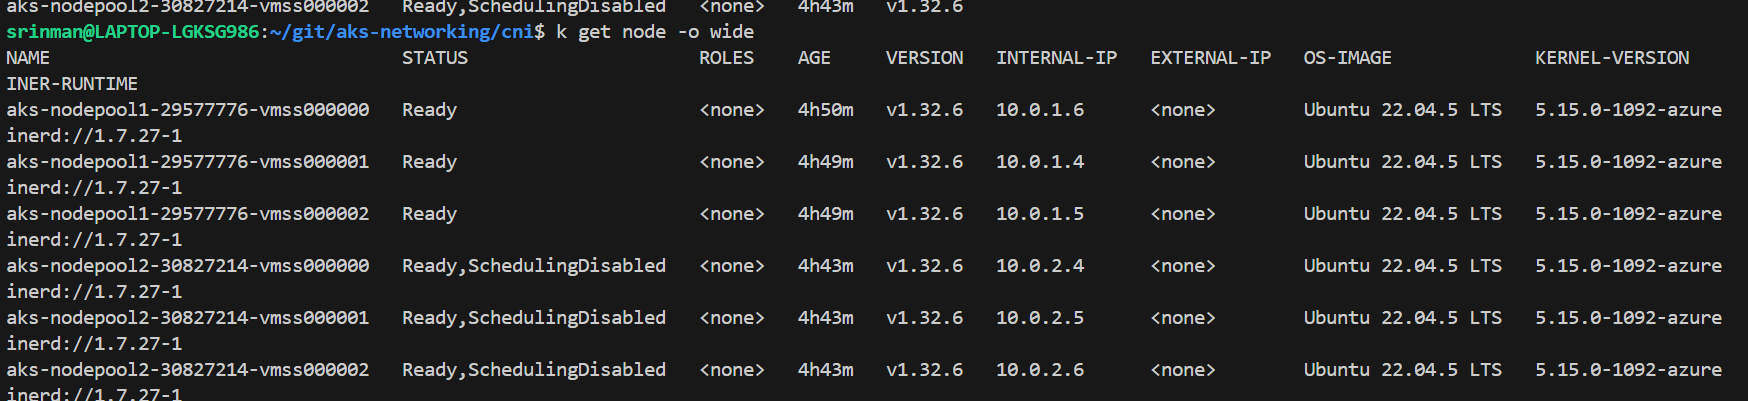 aks-nodepool2-30827214-vmss000002   Ready,SchedulingDisabled   <none>   4h43m   v1.32.6
srinman@LAPTOP-LGKSG986:~/git/aks-networking/cni$ k get node -o wide
NAME                                STATUS                     ROLES    AGE     VERSION   INTERNAL-IP   EXTERNAL-IP   OS-IMAGE             KERNEL-VERSION
INER-RUNTIME
aks-nodepool1-29577776-vmss000000   Ready                      <none>   4h50m   v1.32.6   10.0.1.6      <none>        Ubuntu 22.04.5 LTS   5.15.0-1092-azure
inerd://1.7.27-1
aks-nodepool1-29577776-vmss000001   Ready                      <none>   4h49m   v1.32.6   10.0.1.4      <none>        Ubuntu 22.04.5 LTS   5.15.0-1092-azure
inerd://1.7.27-1
aks-nodepool1-29577776-vmss000002   Ready                      <none>   4h49m   v1.32.6   10.0.1.5      <none>        Ubuntu 22.04.5 LTS   5.15.0-1092-azure
inerd://1.7.27-1
aks-nodepool2-30827214-vmss000000   Ready,SchedulingDisabled   <none>   4h43m   v1.32.6   10.0.2.4      <none>        Ubuntu 22.04.5 LTS   5.15.0-1092-azure
inerd://1.7.27-1
aks-nodepool2-30827214-vmss000001   Ready,SchedulingDisabled   <none>   4h43m   v1.32.6   10.0.2.5      <none>        Ubuntu 22.04.5 LTS   5.15.0-1092-azure
inerd://1.7.27-1
aks-nodepool2-30827214-vmss000002   Ready,SchedulingDisabled   <none>   4h43m   v1.32.6   10.0.2.6      <none>        Ubuntu 22.04.5 LTS   5.15.0-1092-azure
inerd://1.7.27-1